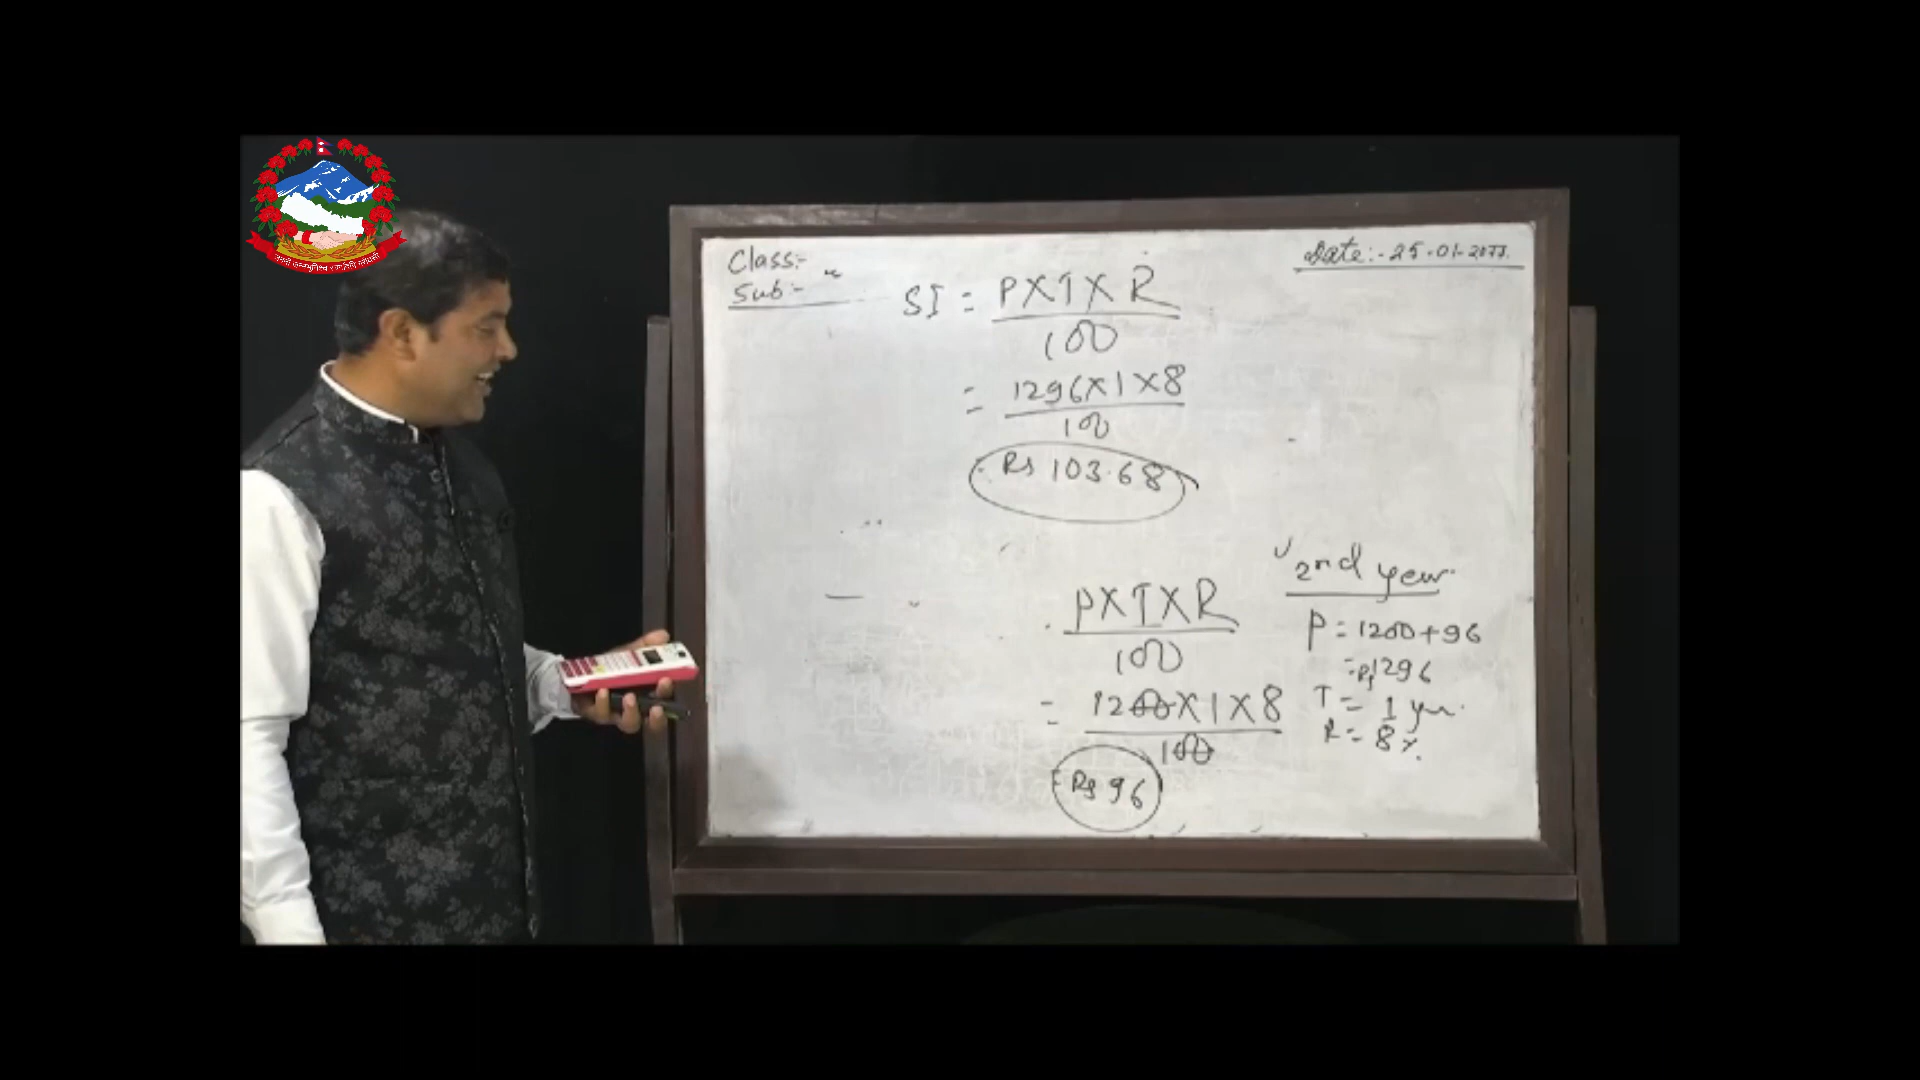 Class:-
Sub:-
Date:-25-01-2077.
SI = P×T×R
100
= 1296×1×8
100
Rs 103.68
P×T×R
100
= 1200×1×8
100
Rs 96
2nd year
P = 1200+96
= Rs 1296
T = 1 year
R = 8%